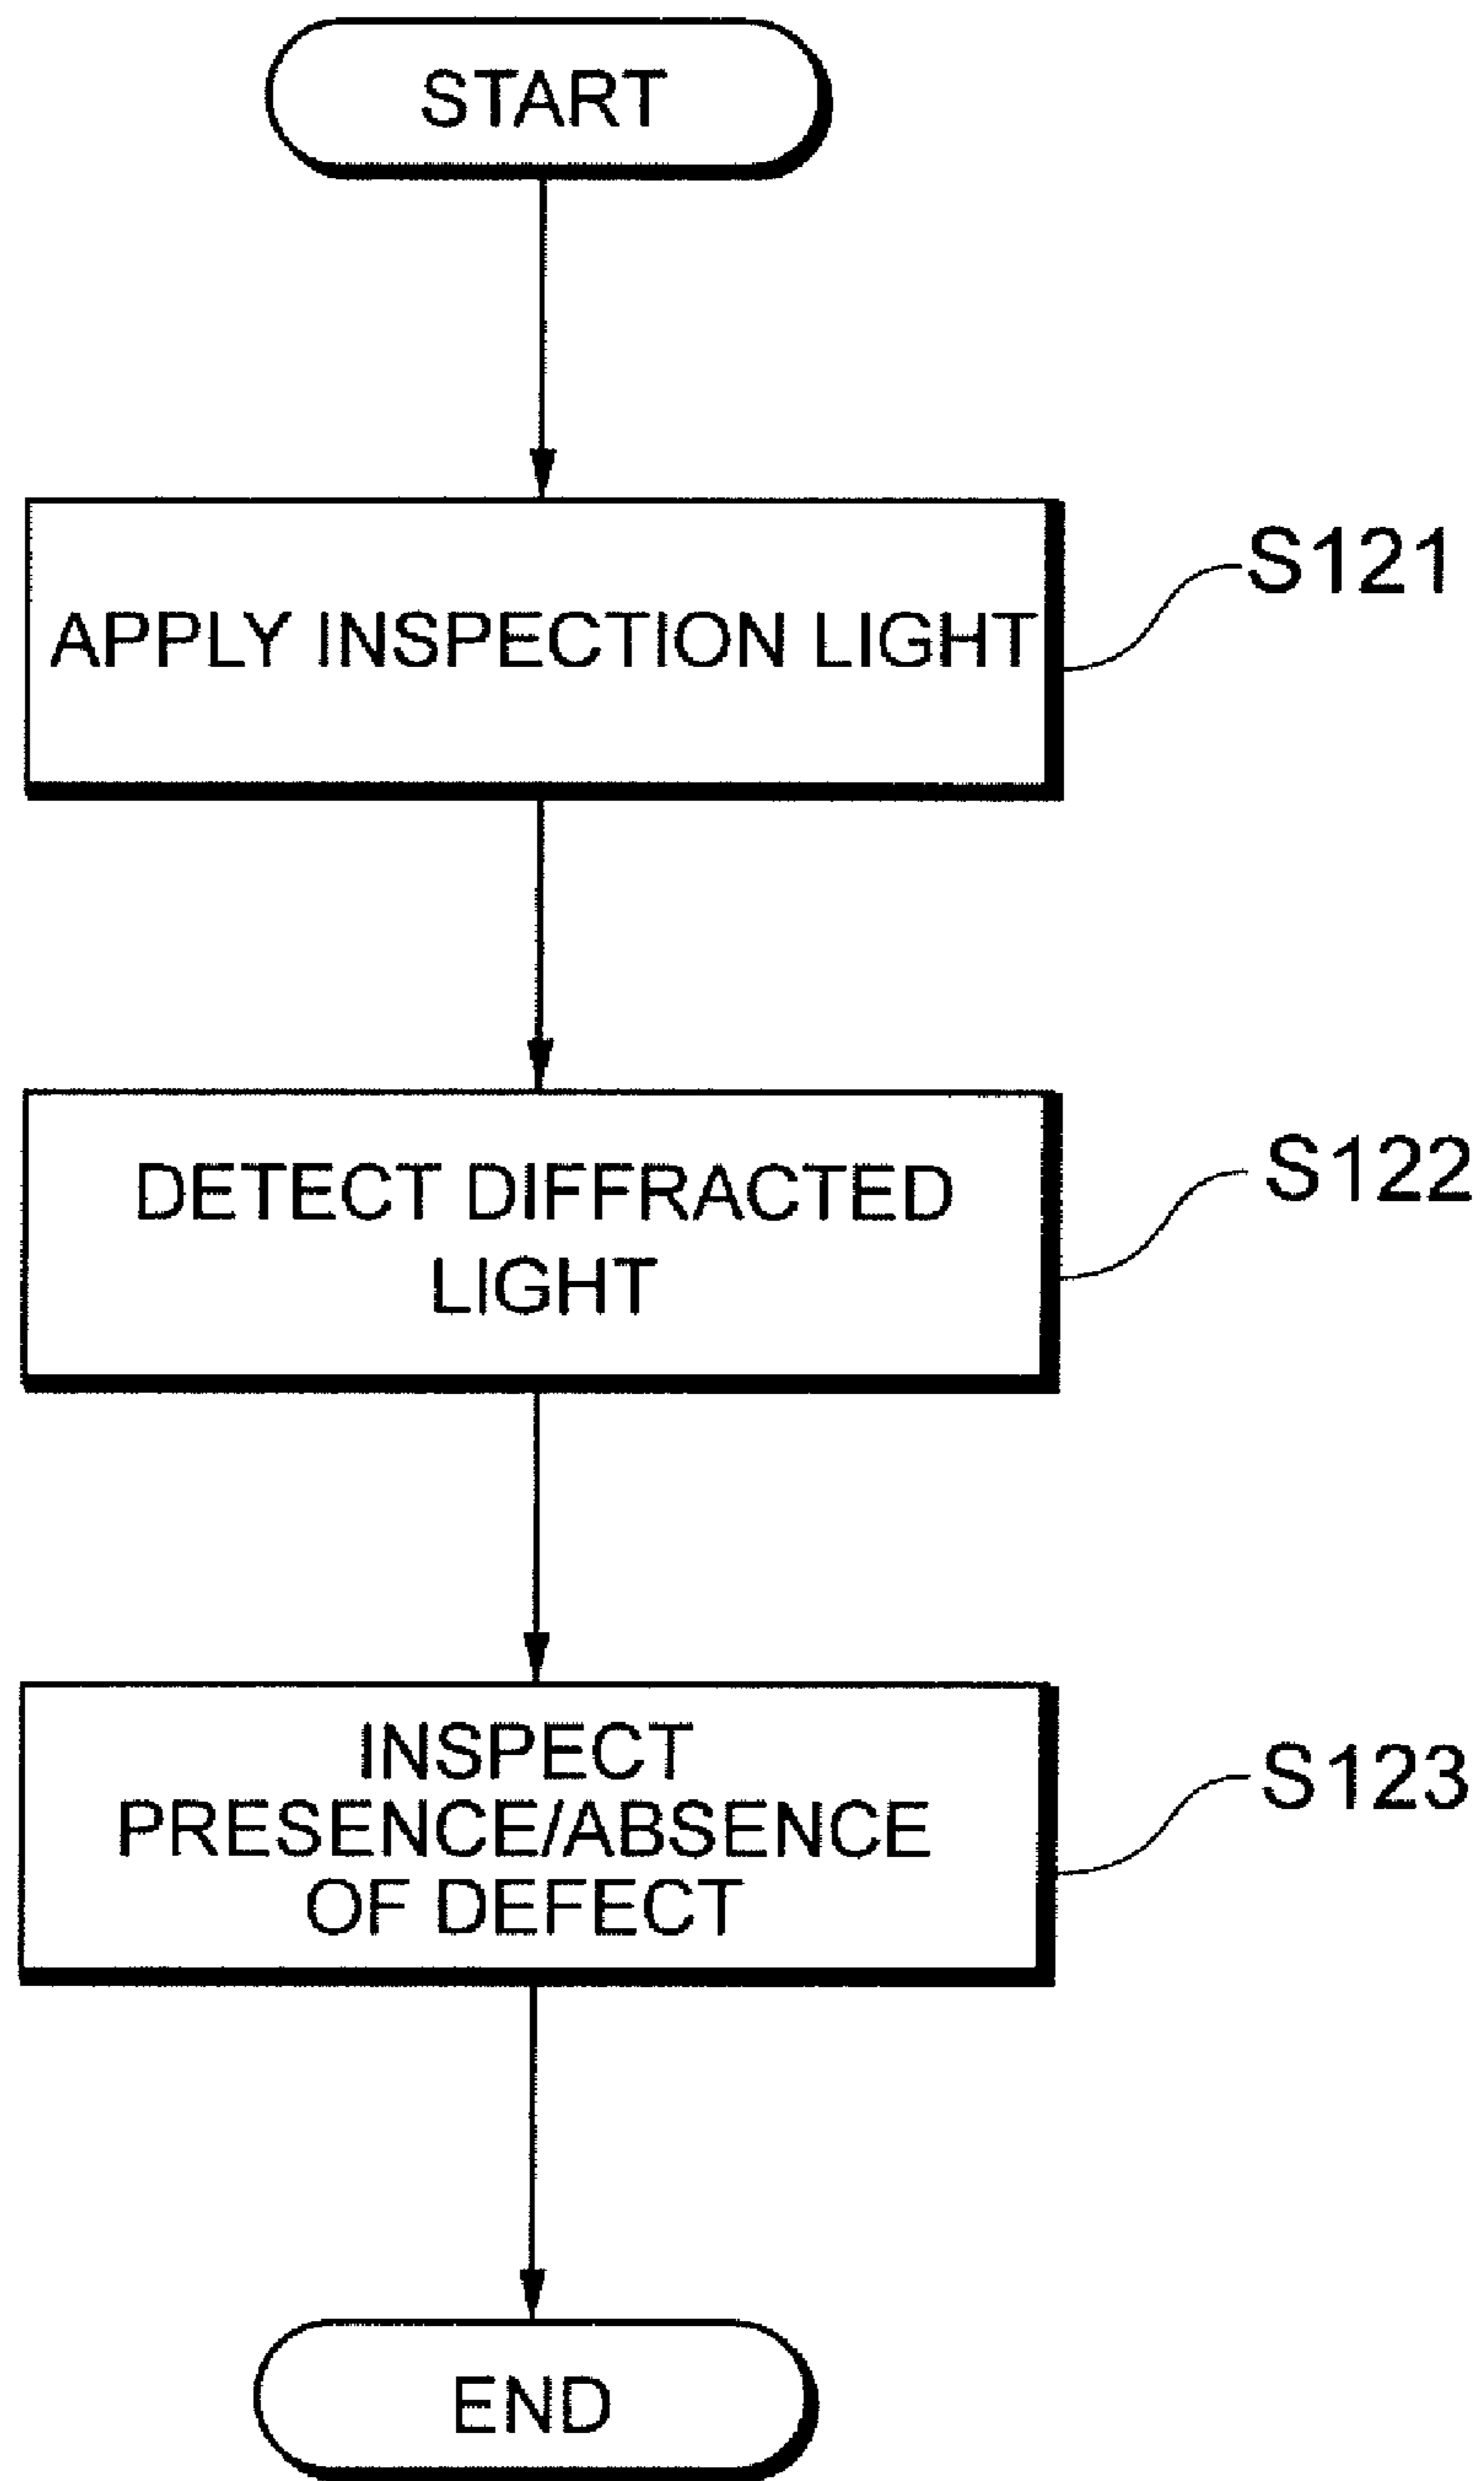 START
APPLY INSPECTION LIGHT
S121
DETECT DIFFRACTED
LIGHT
S122
INSPECT
PRESENCE/ABSENCE
OF DEFECT
S123
END